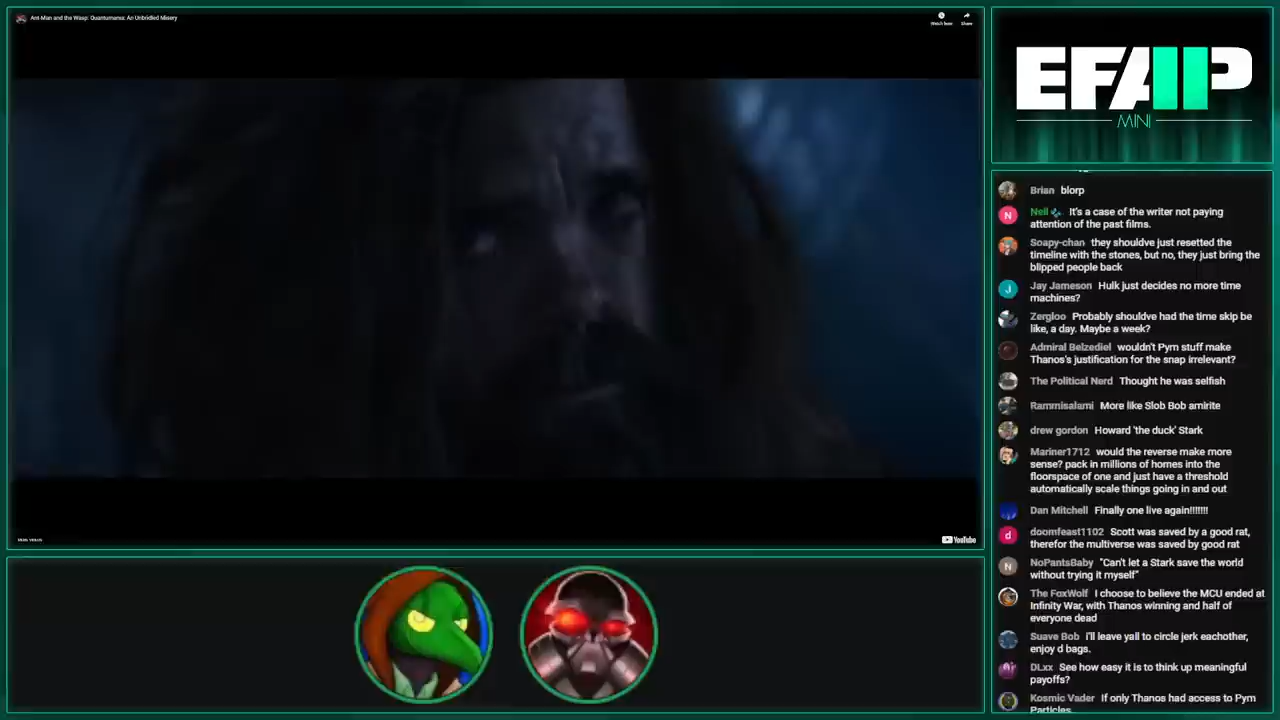 Ant-Man and the Wasp: Quantumania: An Unbridled Misery
Watch later
Share
EFAP
MINI
Brian blorp
Neil It's a case of the writer not paying
attention of the past films.
Soapy-chan they shouldve just resetted the
timeline with the stones, but no, they just bring the
blipped people back
Jay Jameson Hulk just decides no more time
machines?
Zergloo Probably shouldve had the time skip be
like, a day. Maybe a week?
Admiral Belzediel wouldn't Pym stuff make
Thanos's justification for the snap irrelevant?
The Political Nerd Thought he was selfish
Rammisalami More like Slob Bob amirite
drew gordon Howard 'the duck' Stark
Mariner1712 would the reverse make more
sense? pack in millions of homes into the
floorspace of one and just have a threshold
automatically scale things going in and out
Dan Mitchell Finally one live again!!!!!!!
doomfeast1102 Scott was saved by a good rat,
therefor the multiverse was saved by good rat
NoPantsBaby "Can't let a Stark save the world
without trying it myself"
The FoxWolf I choose to believe the MCU ended at
Infinity War, with Thanos winning and half of
everyone dead
Suave Bob i'll leave yall to circle jerk eachother,
enjoy d bags.
DLxx See how easy it is to think up meaningful
payoffs?
Kosmic Vader If only Thanos had access to Pym
Particles.
MORE VIDEOS
YouTube